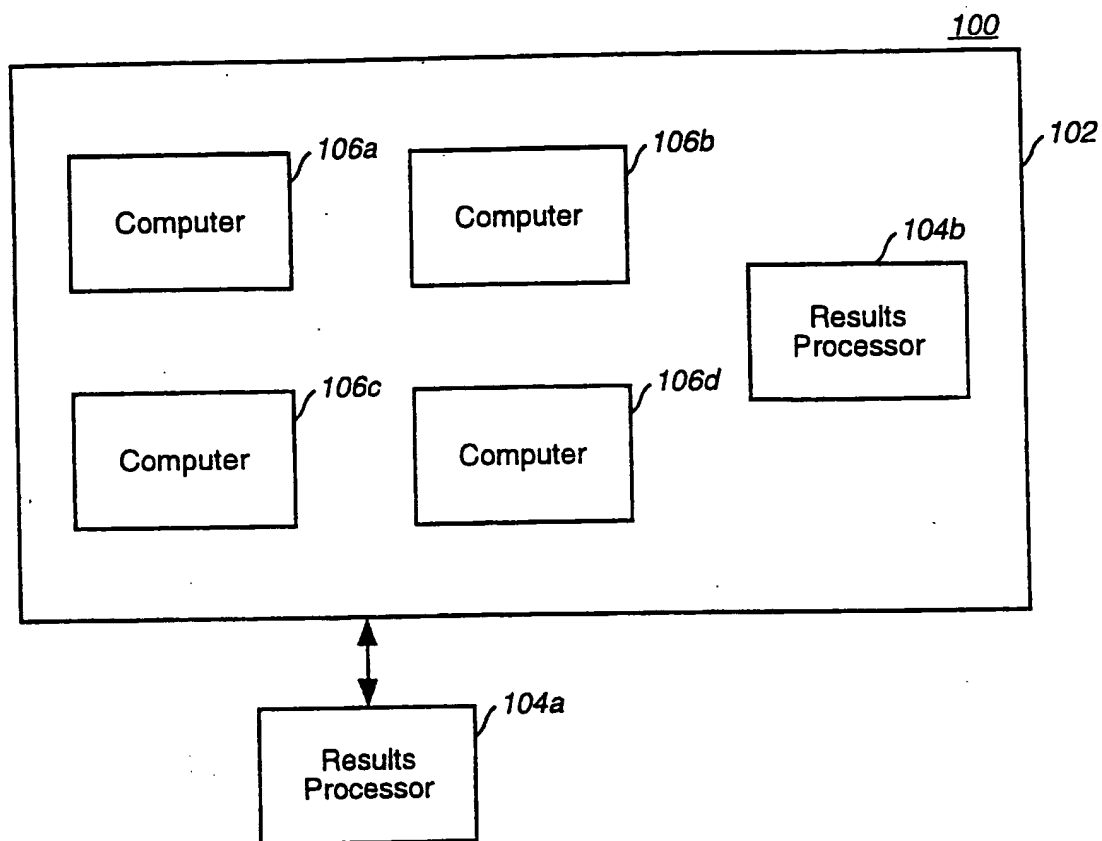 100
102
106a
106b
Computer
Computer
104b
Results
Processor
106c
106d
Computer
Computer
104a
Results
Processor